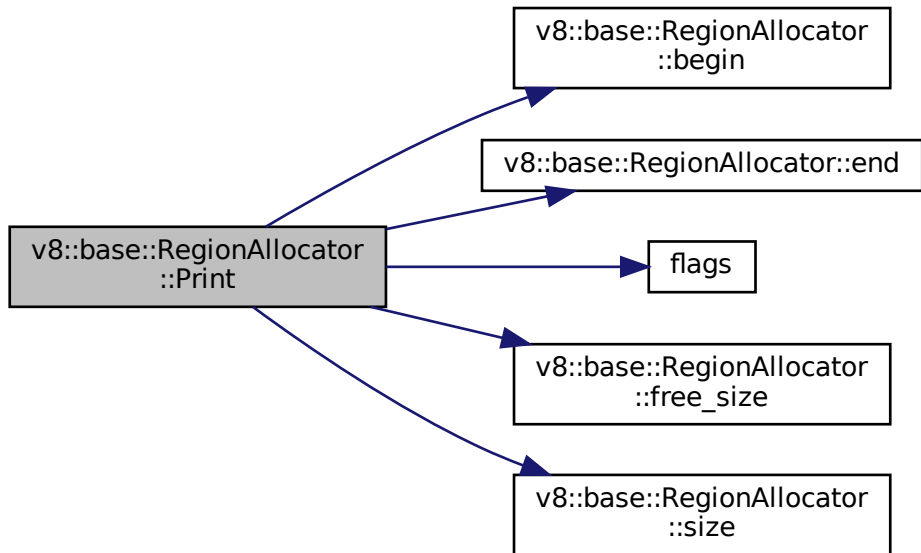 v8::base::RegionAllocator
::Print
v8::base::RegionAllocator
::begin
v8::base::RegionAllocator::end
flags
v8::base::RegionAllocator
::free_size
v8::base::RegionAllocator
::size